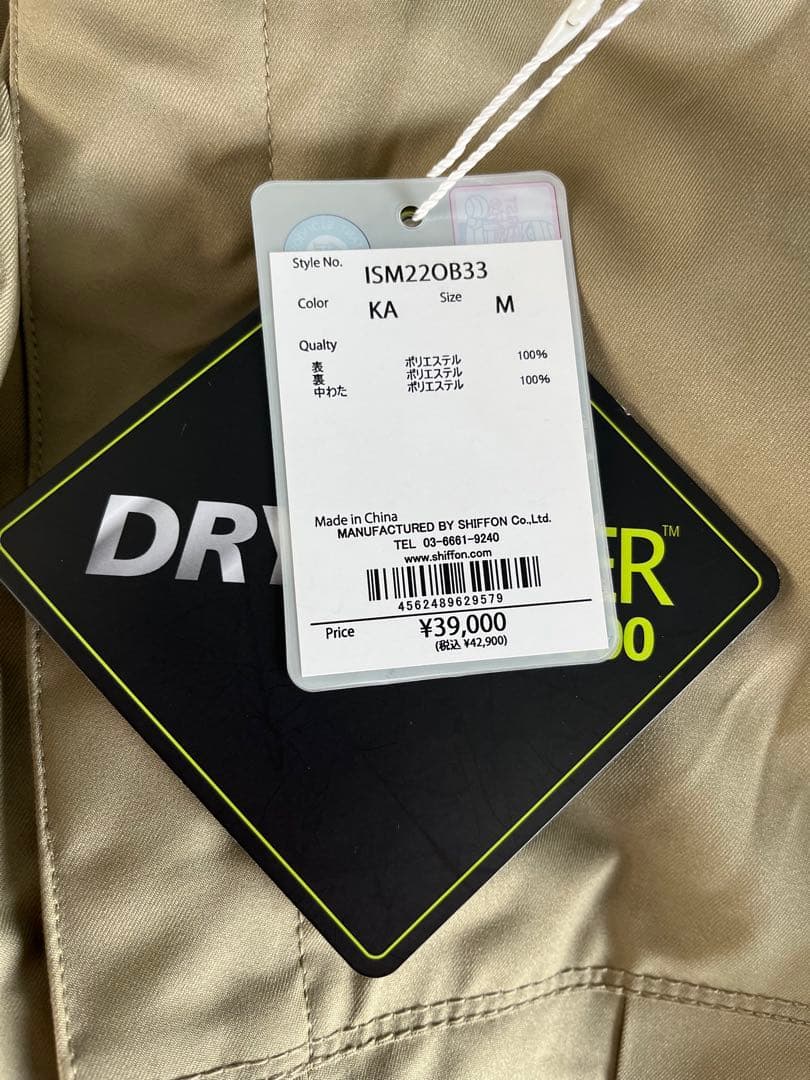 Style No. ISM22OB33
Color KA Size M
Qualty
表 ポリエステル 100%
裏 ポリエステル
中わた ポリエステル 100%
Made in China
MANUFACTURED BY SHIFFON Co.,Ltd.
TEL 03-6661-9240
www.shiffon.com
4562489629579
Price ¥39,000
(税込 ¥42,900)
DRY
ER™
00